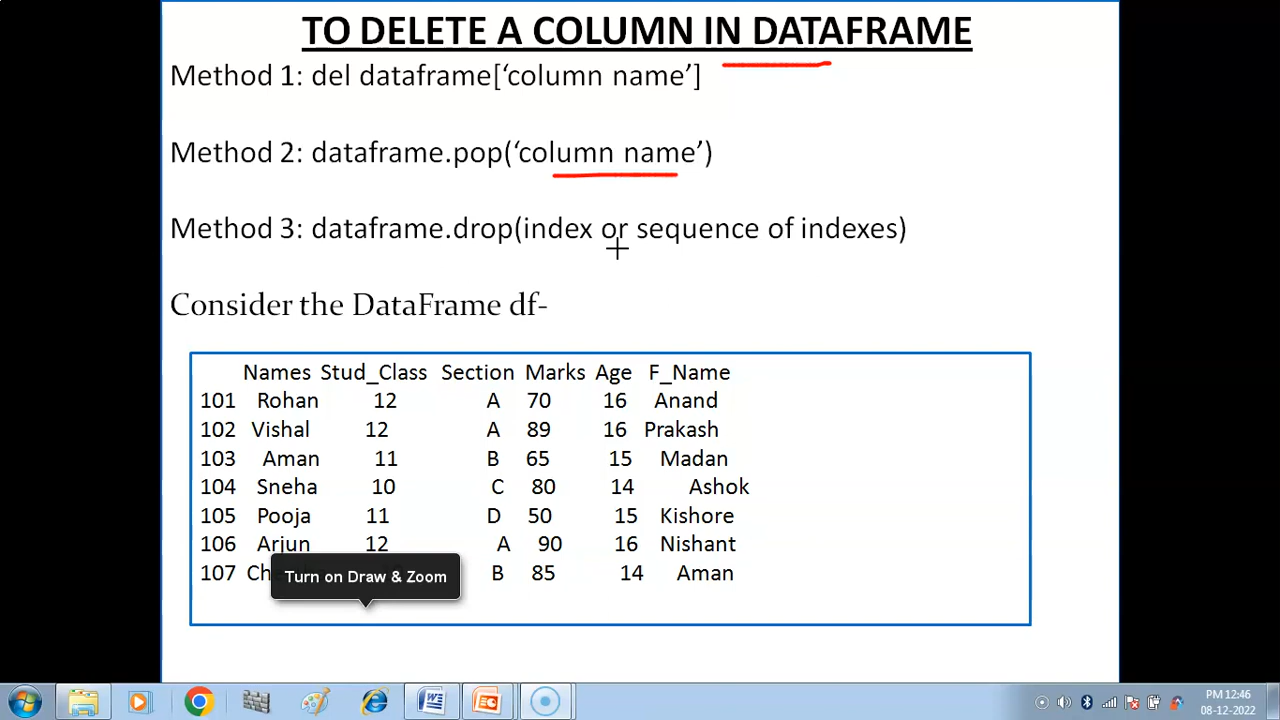 TO DELETE A COLUMN IN DATAFRAME
Method 1: del dataframe[‘column name’]
Method 2: dataframe.pop(‘column name’)
Method 3: dataframe.drop(index or sequence of indexes)
Consider the DataFrame df-
Names Stud_Class Section Marks Age F_Name
101 Rohan 12 A 70 16 Anand
102 Vishal 12 A 89 16 Prakash
103 Aman 11 B 65 15 Madan
104 Sneha 10 C 80 14 Ashok
105 Pooja 11 D 50 15 Kishore
106 Arjun 12 A 90 16 Nishant
107 B 85 14 Aman
Turn on Draw & Zoom
PM 12:46
08-12-2022